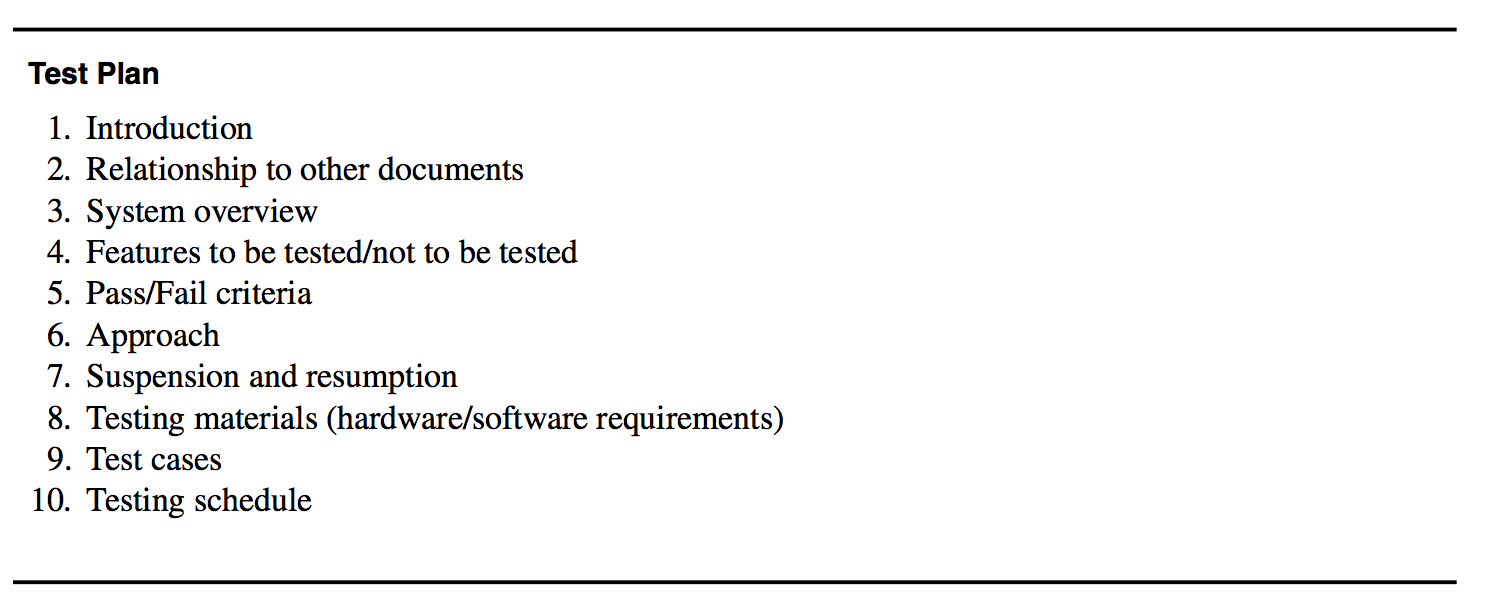 Test Plan
1. Introduction
2. Relationship to other documents
3. System overview
4. Features to be tested/not to be tested
5. Pass/Fail criteria
6. Approach
7. Suspension and resumption
8. Testing materials (hardware/software requirements)
9. Test cases
10. Testing schedule